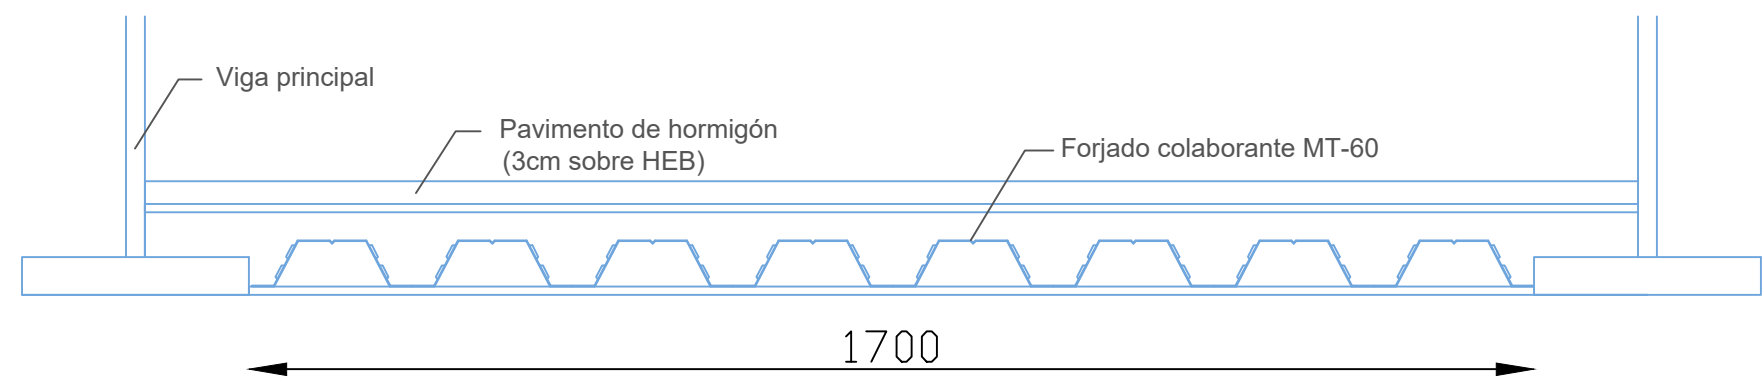 Viga principal
Pavimento de hormigón
(3cm sobre HEB)
Forjado colaborante MT-60
1700